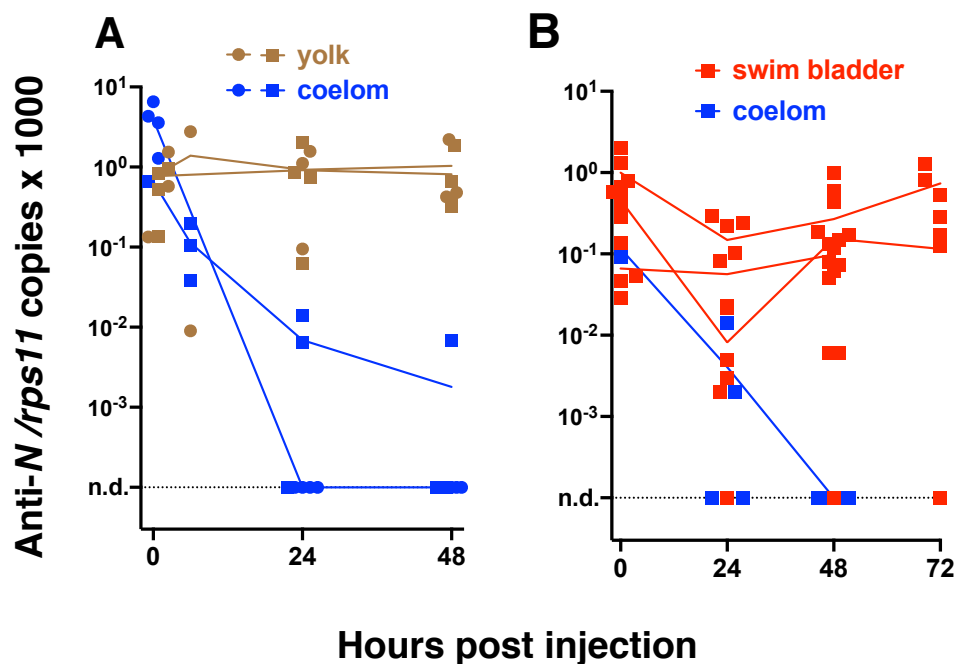 A
yolk
coelom
10¹
10⁰
10⁻¹
10⁻²
10⁻³
n.d.
0 24 48
B
swim bladder
coelom
10¹
10⁰
10⁻¹
10⁻²
10⁻³
n.d.
0 24 48 72
Anti-N/rps11 copies x 1000
Hours post injection